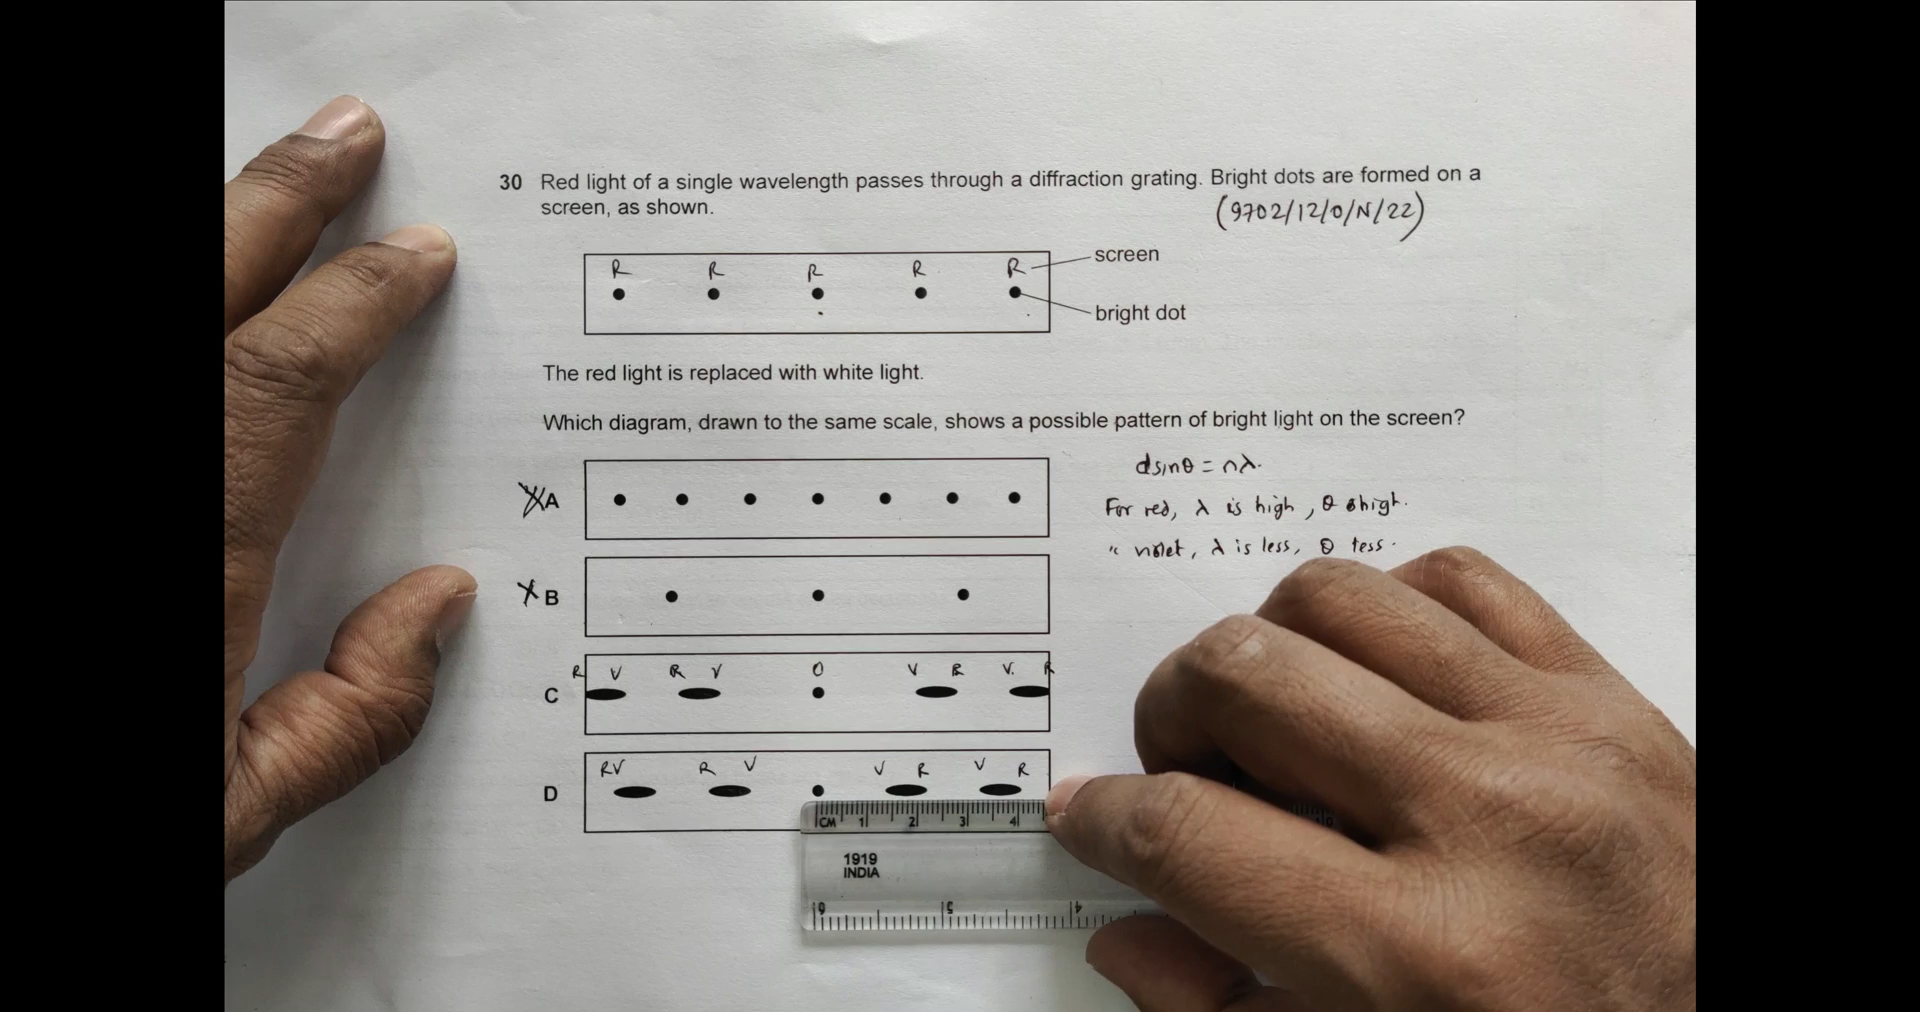 30 Red light of a single wavelength passes through a diffraction grating. Bright dots are formed on a
screen, as shown.
(9702/12/O/N/22)
R R R R R
screen
bright dot
The red light is replaced with white light.
Which diagram, drawn to the same scale, shows a possible pattern of bright light on the screen?
dsinθ = nλ.
For red, λ is high, θ high.
" violet, λ is less, θ less.
A
B
R V R V O V R V. R
C
RV R V V R V R
D
CM 1 2 3 4
1919
INDIA
6 5 4